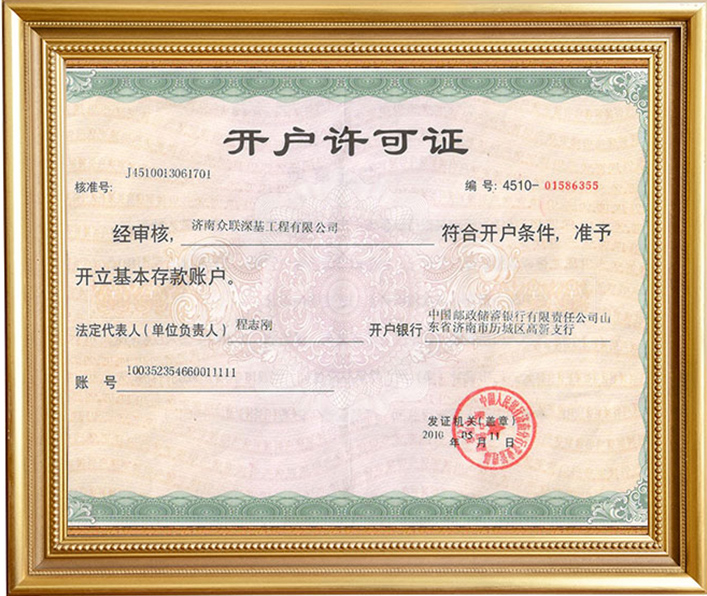 开户许可证
核准号: J4510013061701
编号: 4510-01586355
经审核, 济南众联深基工程有限公司 符合开户条件, 准予
开立基本存款账户。
法定代表人(单位负责人) 程志刚 开户银行 中国邮政储蓄银行有限责任公司山
东省济南市历城区高新支行
账 号 100352354660011111
发证机关(盖章)
2010 年 05 月 11 日